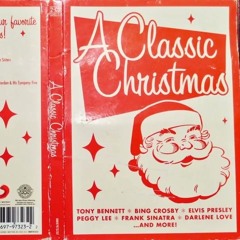 ur favorite
s!
A Classic
Christmas
A Classic
Christmas
TONY BENNETT ★ BING CROSBY ★ ELVIS PRESLEY
PEGGY LEE ★ FRANK SINATRA ★ DARLENE LOVE
...AND MORE!